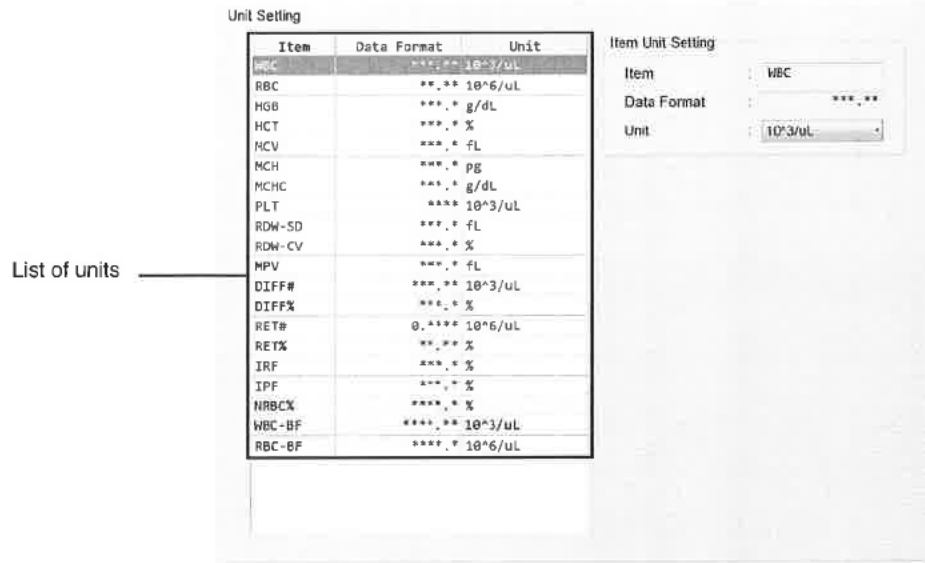 Unit Setting
Item Data Format Unit
WBC ***.** 10^3/uL
RBC **.** 10^6/uL
HGB ***.* g/dL
HCT ***.* %
MCV ***.* fL
MCH ***.* pg
MCHC ***.* g/dL
PLT **** 10^3/uL
RDW-SD ***.* fL
RDW-CV ***.* %
MPV ***.* fL
DIFF# ***.** 10^3/uL
DIFF% ***.* %
RET# 0.**** 10^6/uL
RET% **.** %
IRF ***.* %
IPF ***.* %
NRBC% ****.* %
WBC-BF ****.** 10^3/uL
RBC-BF ****.* 10^6/uL
Item Unit Setting
Item : WBC
Data Format : ***.**
Unit : 10^3/uL
List of units